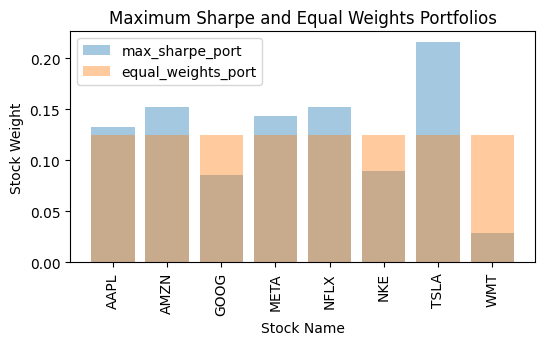 Maximum Sharpe and Equal Weights Portfolios
max_sharpe_port
equal_weights_port
Stock Weight
0.20
0.15
0.10
0.05
0.00
AAPL
AMZN
GOOG
META
NFLX
NKE
TSLA
WMT
Stock Name